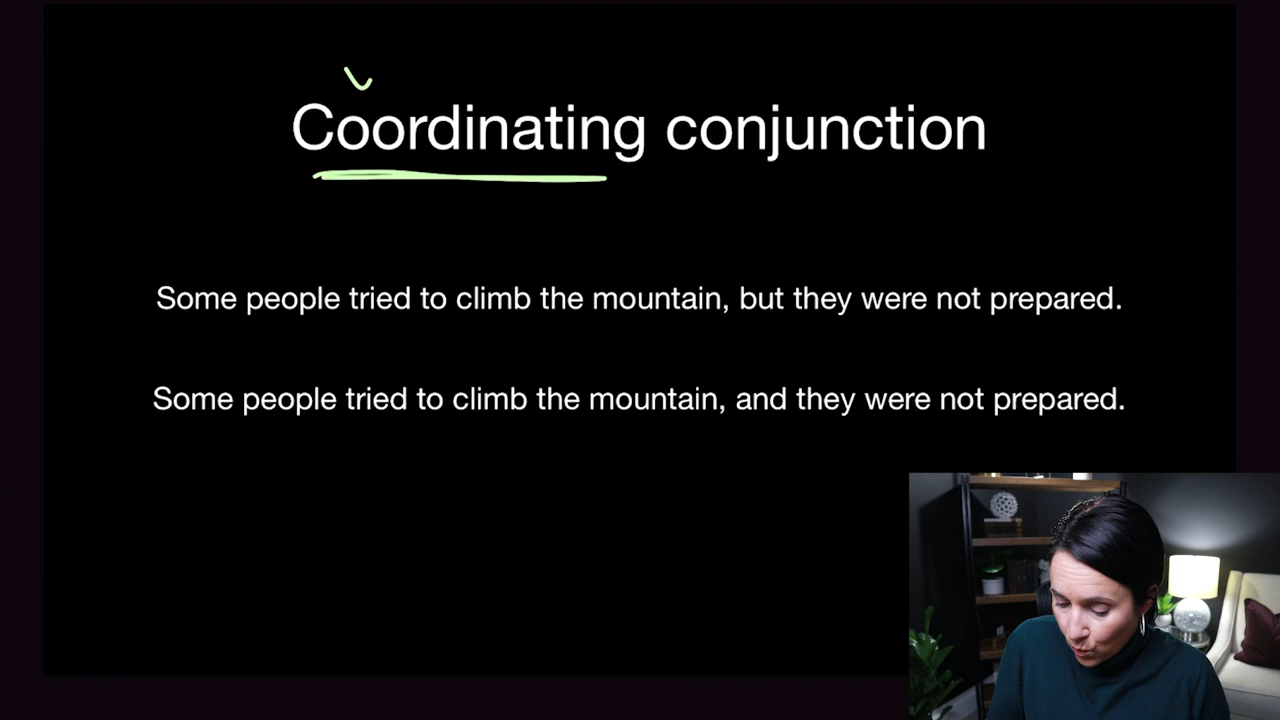 Coordinating conjunction
Some people tried to climb the mountain, but they were not prepared.
Some people tried to climb the mountain, and they were not prepared.